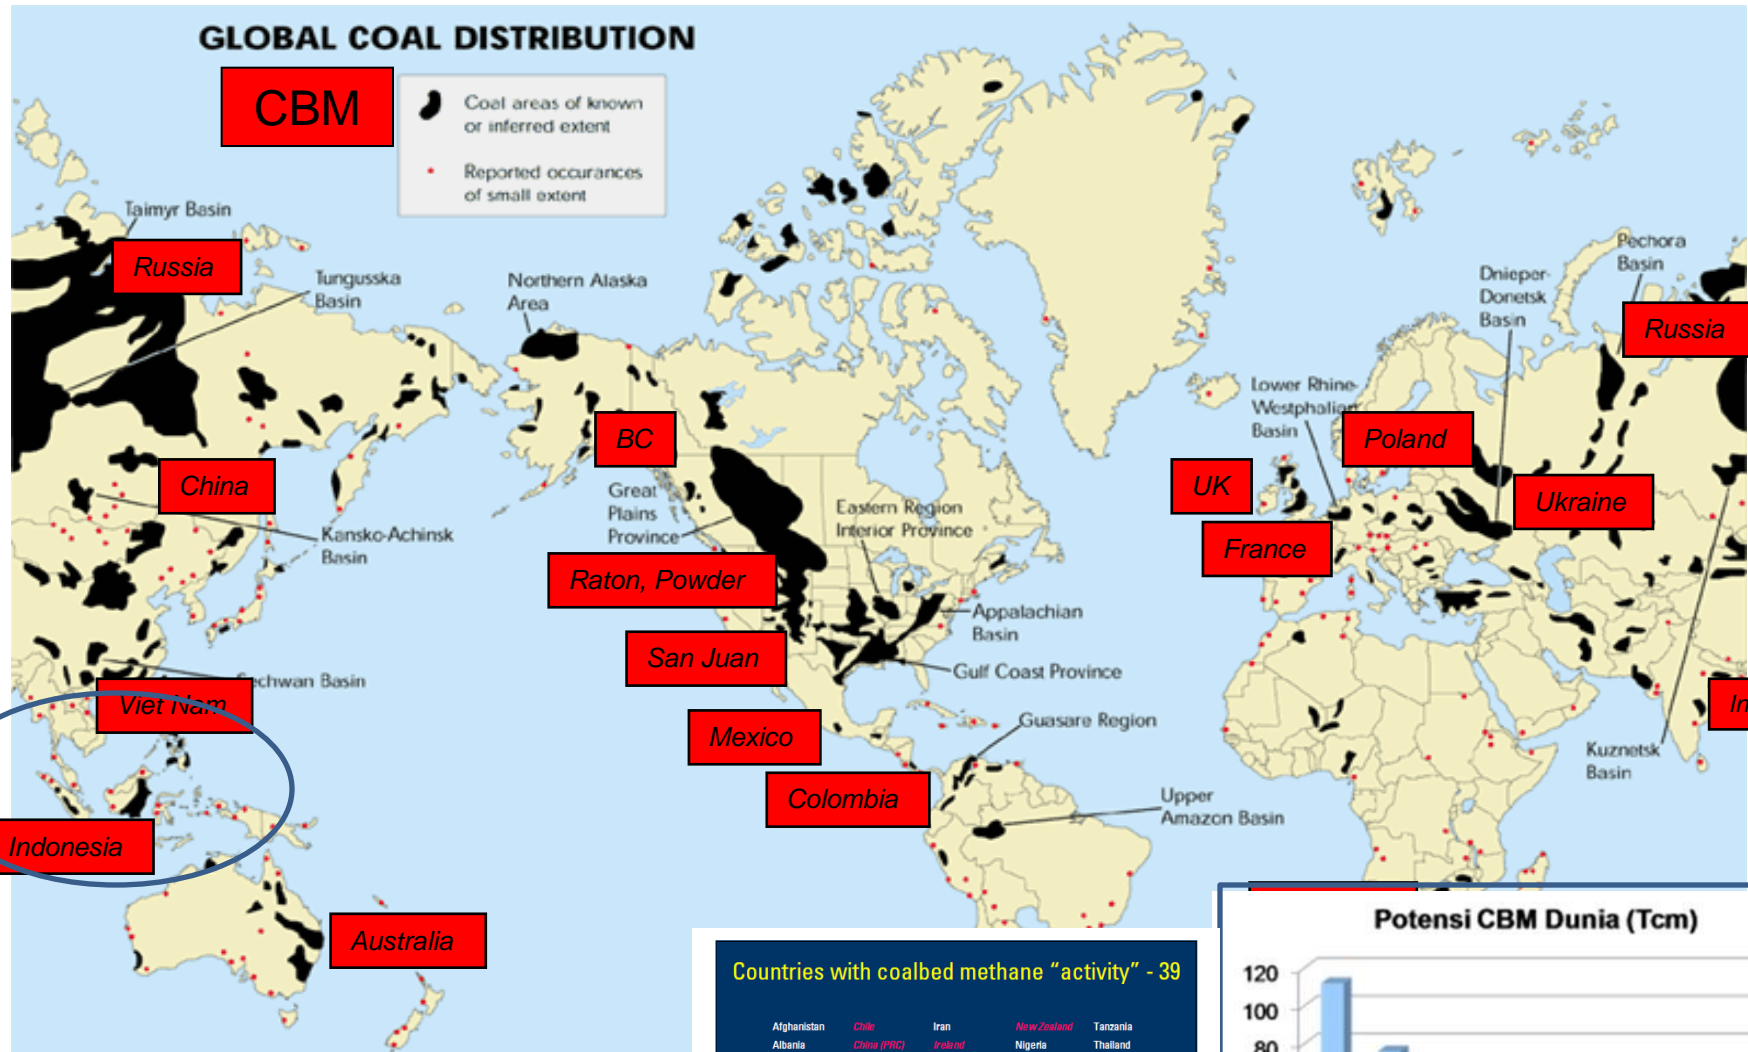 GLOBAL COAL DISTRIBUTION
CBM
Coal areas of known
or inferred extent
Reported occurances
of small extent
Taimyr Basin
Russia
Tungusska
Basin
Northern Alaska
Area
Pechora
Basin
Dnieper-
Donetsk
Basin
Russia
Lower Rhine-
Westphalian
Basin
BC
Poland
China
UK
Ukraine
Great
Plains
Province
Eastern Region
Interior Province
Kansko-Achinsk
Basin
France
Raton, Powder
Appalachian
Basin
San Juan
Gulf Coast Province
Sechwan Basin
Viet Nam
In
Guasare Region
Mexico
Kuznetsk
Basin
Colombia
Upper
Amazon Basin
Indonesia
Australia
Potensi CBM Dunia (Tcm)
120
100
80
Countries with coalbed methane “activity” - 39
Afghanistan Chile Iran New Zealand Tanzania
Albania China (PRC) Ireland Nigeria Thailand